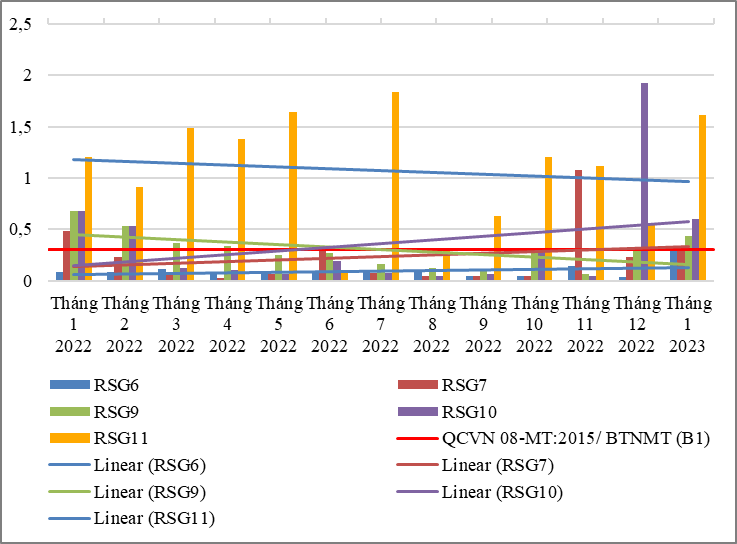 2,5
2
1,5
1
0,5
0
Tháng Tháng Tháng Tháng Tháng Tháng Tháng Tháng Tháng Tháng Tháng Tháng Tháng
1 2 3 4 5 6 7 8 9 10 11 12 1
2022 2022 2022 2022 2022 2022 2022 2022 2022 2022 2022 2022 2023
RSG6 RSG7
RSG9 RSG10
RSG11 QCVN 08-MT:2015/ BTNMT (B1)
Linear (RSG6) Linear (RSG7)
Linear (RSG9) Linear (RSG10)
Linear (RSG11)